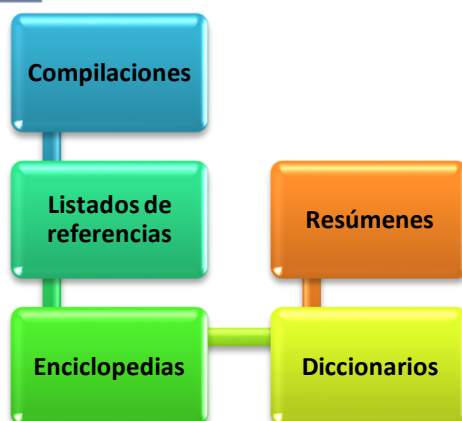 Compilaciones
Listados de
referencias
Resúmenes
Enciclopedias
Diccionarios